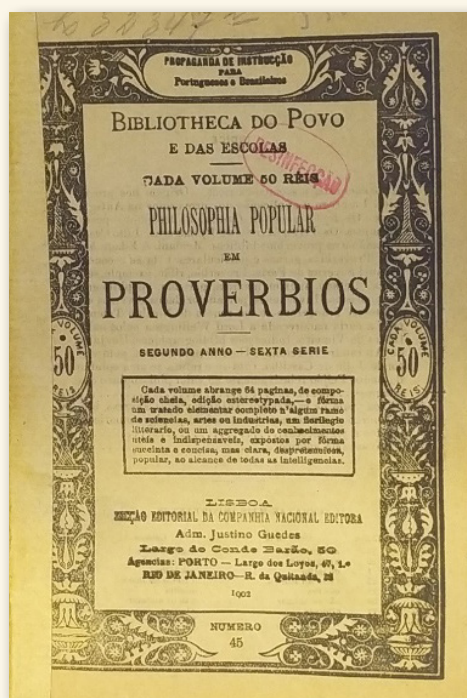 PROPAGANDA DE INSTRUCÇÃO
PARA
Portuguezes e Brazileiros
BIBLIOTHECA DO POVO
E DAS ESCOLAS
DESINFECÇÃO
CADA VOLUME 50 RÉIS
PHILOSOPHIA POPULAR
EM
PROVERBIOS
SEGUNDO ANNO — SEXTA SERIE
CADA VOLUME
50
REIS
CADA VOLUME
50
REIS
Cada volume abrange 64 paginas, de compo-
sição cheia, edição estereotypada,— e fórma
um tratado elementar completo n'algum ramo
de sciencias, artes ou industrias, um florilegio
litterario, ou um aggregado de conhecimentos
uteis e indispensaveis, expostos por fórma
succinta e concisa, mas clara, despretenciosa,
popular, ao alcance de todas as intelligencias.
LISBOA
SECÇÃO EDITORIAL DA COMPANHIA NACIONAL EDITORA
Adm. Justino Guedes
Largo do Conde Barão, 50
Agencias: PORTO — Largo dos Loyos, 47, 1.º
RIO DE JANEIRO—R. da Quitanda, 38
1902
NUMERO
45